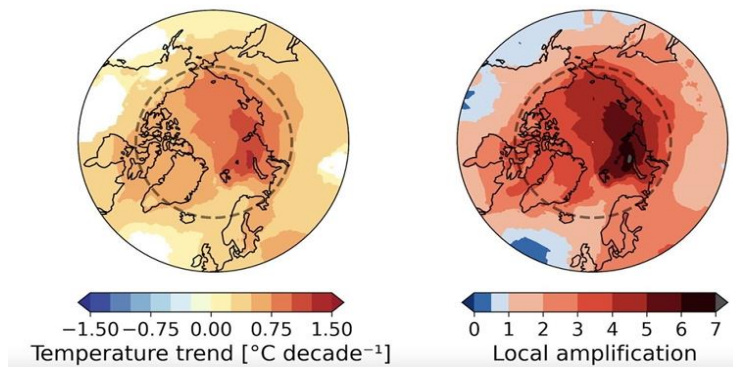 −1.50 −0.75 0.00 0.75 1.50
Temperature trend [°C decade⁻¹]
0 1 2 3 4 5 6 7
Local amplification